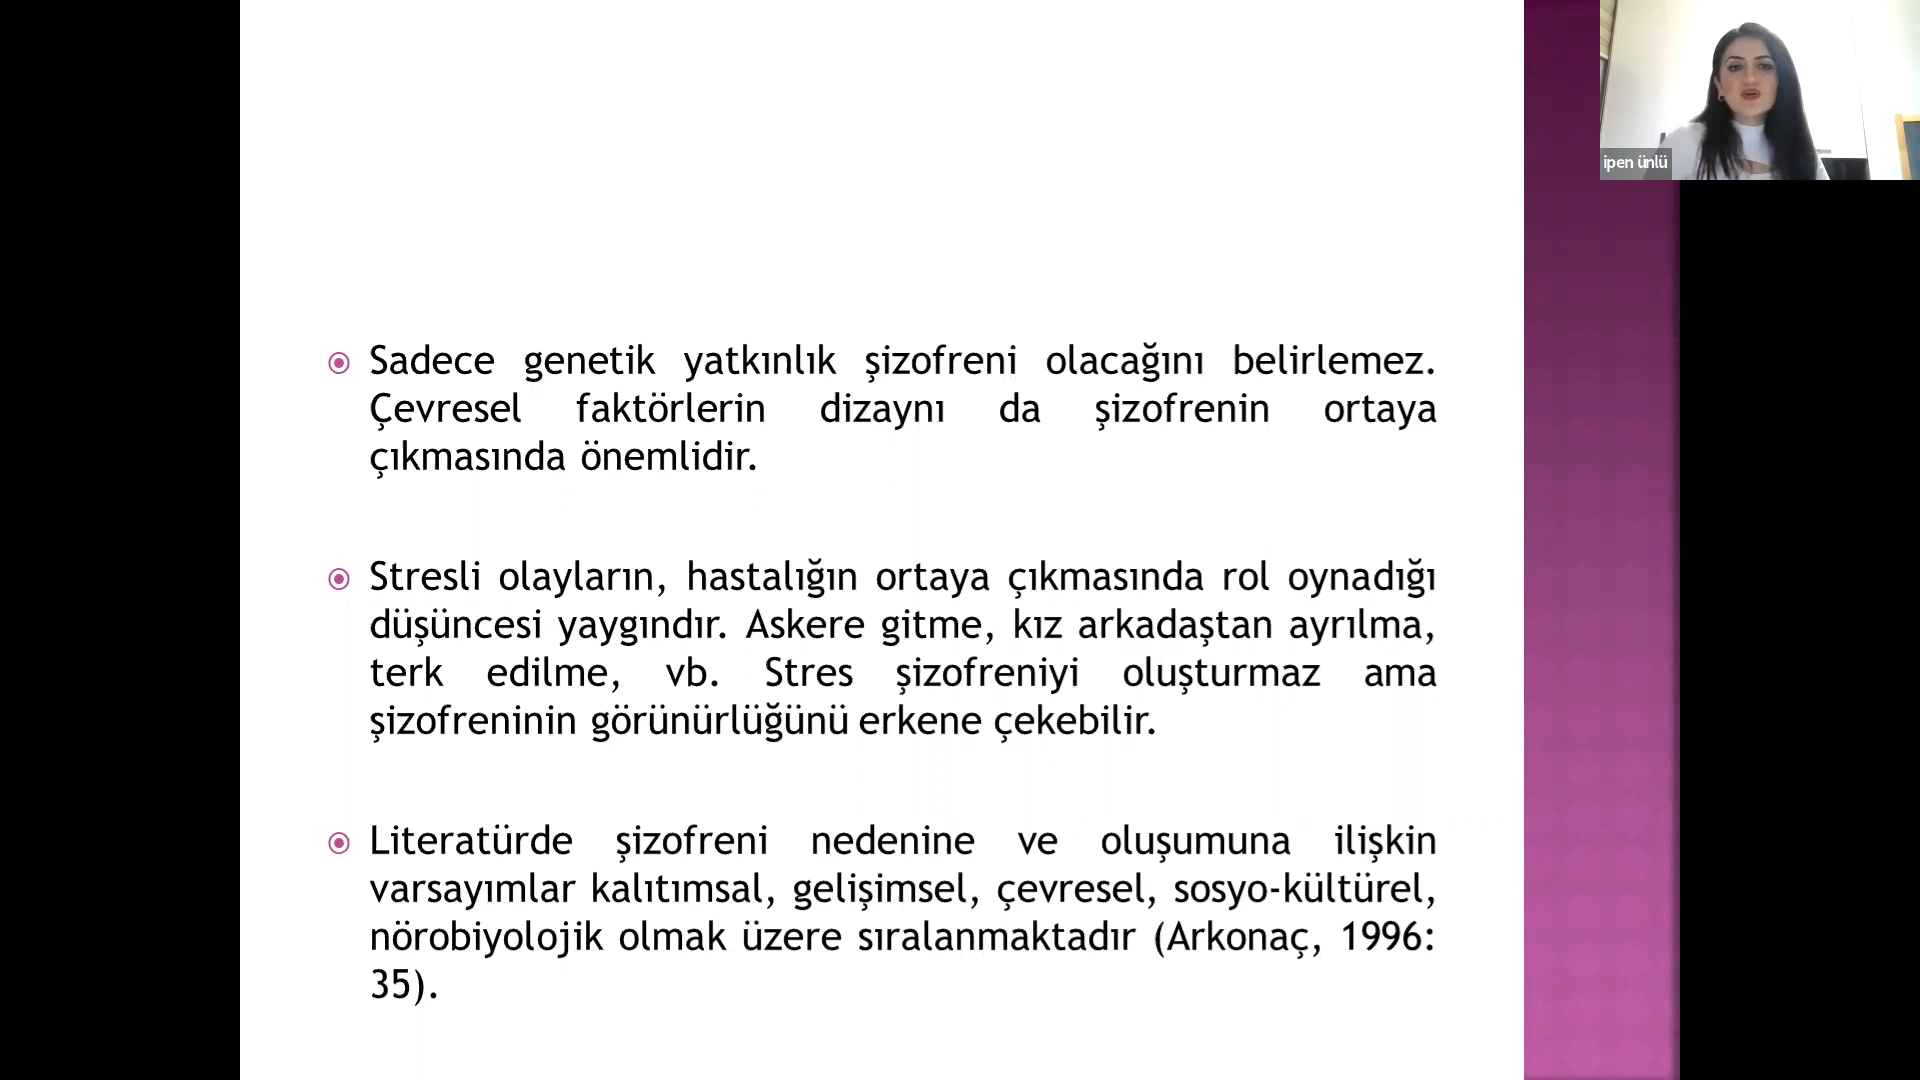 ipen ünlü
Sadece genetik yatkınlık şizofreni olacağını belirlemez.
Çevresel faktörlerin dizaynı da şizofrenin ortaya
çıkmasında önemlidir.
Stresli olayların, hastalığın ortaya çıkmasında rol oynadığı
düşüncesi yaygındır. Askere gitme, kız arkadaştan ayrılma,
terk edilme, vb. Stres şizofreniyi oluşturmaz ama
şizofreninin görünürlüğünü erkene çekebilir.
Literatürde şizofreni nedenine ve oluşumuna ilişkin
varsayımlar kalıtımsal, gelişimsel, çevresel, sosyo-kültürel,
nörobiyolojik olmak üzere sıralanmaktadır (Arkonaç, 1996:
35).